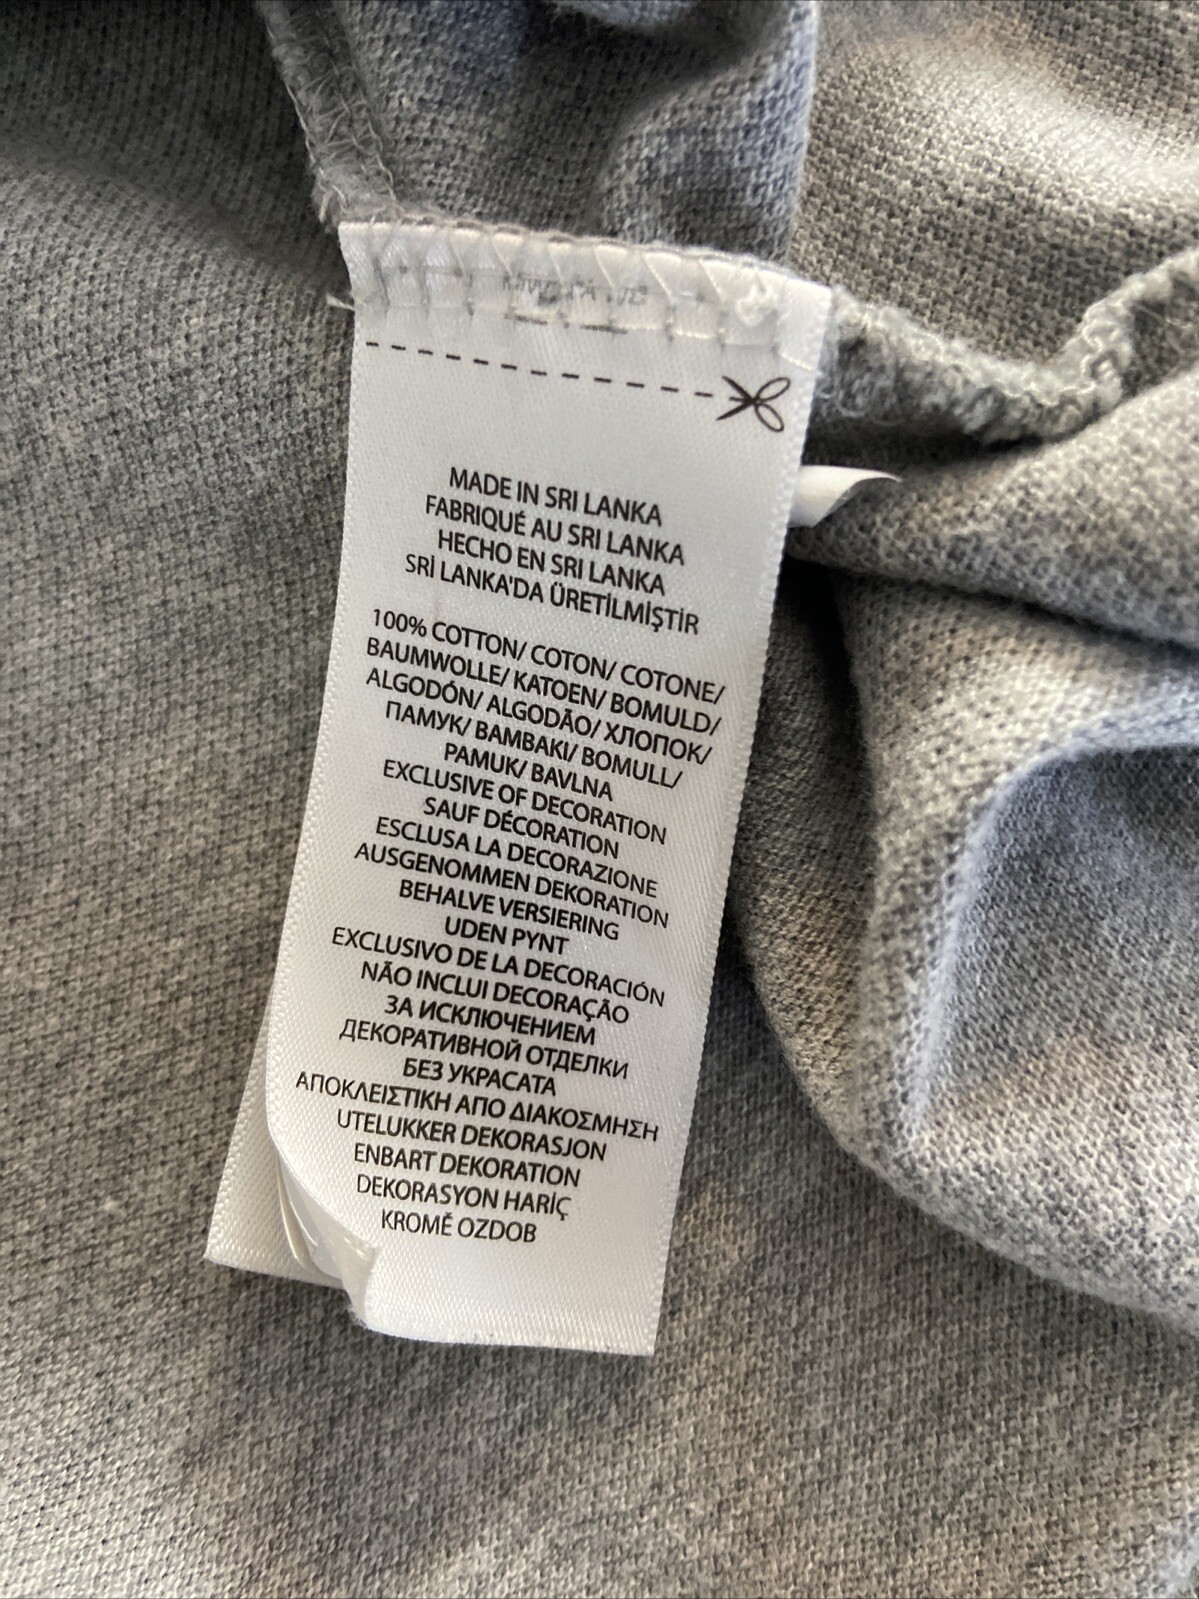 MADE IN SRI LANKA
FABRIQUÉ AU SRI LANKA
HECHO EN SRI LANKA
SRİ LANKA'DA ÜRETİLMİŞTİR
100% COTTON/ COTON/ COTONE/
BAUMWOLLE/ KATOEN/ BOMULD/
ALGODÓN/ ALGODÃO/ ХЛОПОК/
ПАМУК/ BAMBAKI/ BOMULL/
PAMUK/ BAVLNA
EXCLUSIVE OF DECORATION
SAUF DÉCORATION
ESCLUSA LA DECORAZIONE
AUSGENOMMEN DEKORATION
BEHALVE VERSIERING
UDEN PYNT
EXCLUSIVO DE LA DECORACIÓN
NÃO INCLUI DECORAÇÃO
ЗА ИСКЛЮЧЕНИЕМ
ДЕКОРАТИВНОЙ ОТДЕЛКИ
БЕЗ УКРАСАТА
ΑΠΟΚΛΕΙΣΤΙΚΗ ΑΠΟ ΔΙΑΚΟΣΜΗΣΗ
UTELUKKER DEKORASJON
ENBART DEKORATION
DEKORASYON HARİÇ
KROMĚ OZDOB